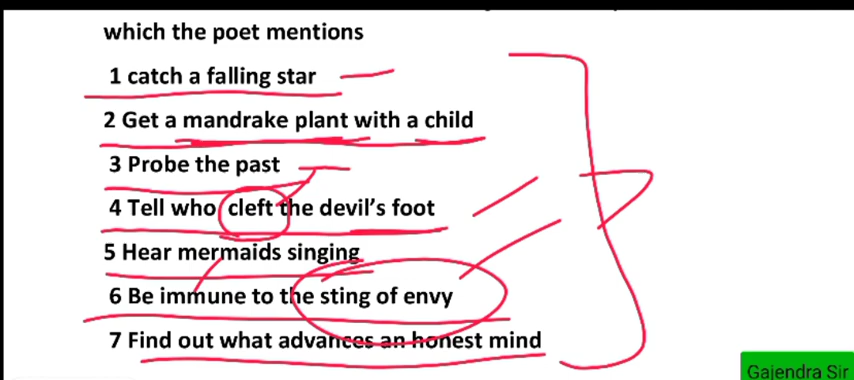 which the poet mentions
1 catch a falling star
2 Get a mandrake plant with a child
3 Probe the past
4 Tell who cleft the devil's foot
5 Hear mermaids singing
6 Be immune to the sting of envy
7 Find out what advances an honest mind
Gajendra Sir